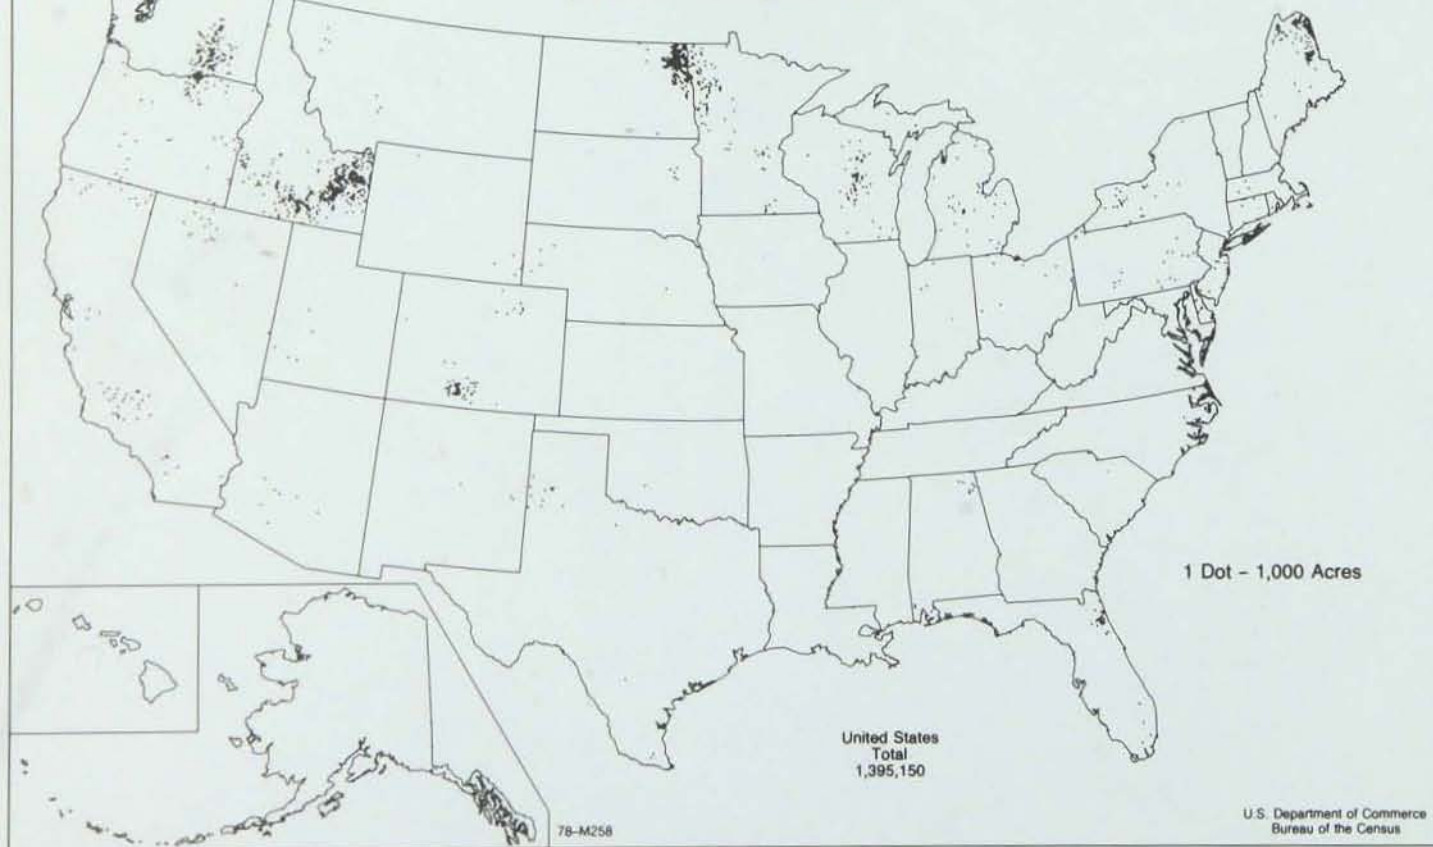 1 Dot – 1,000 Acres
United States
Total
1,395,150
78–M258
U.S. Department of Commerce
Bureau of the Census